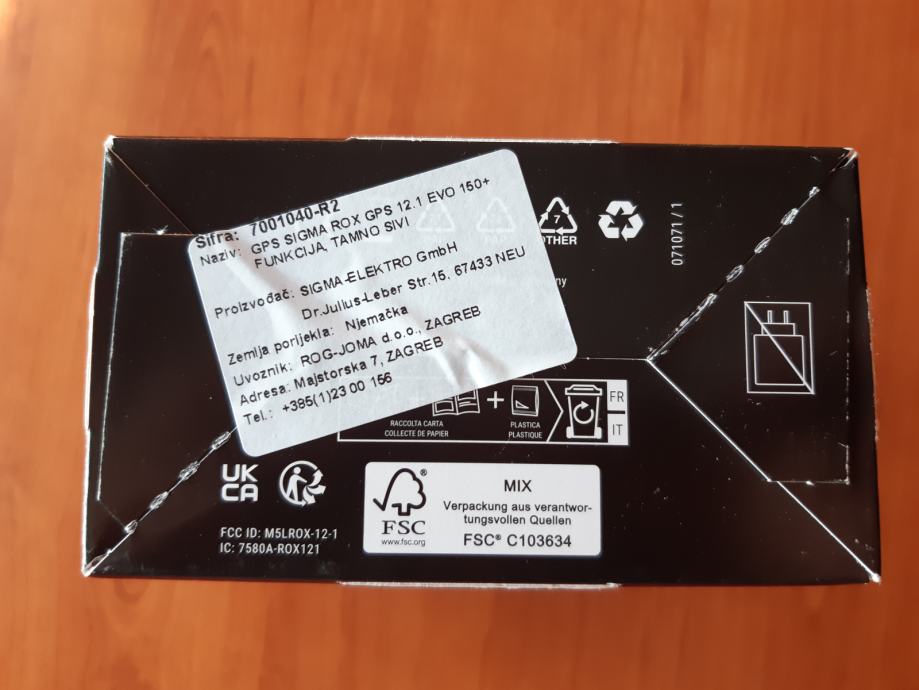 Šifra: 7001040-R2
Naziv: GPS SIGMA ROX GPS 12.1 EVO 150+
FUNKCIJA, TAMNO SIVI
Proizvođač: SIGMA-ELEKTRO GmbH
Dr.Julius-Leber Str.15, 67433 NEU
Zemlja porijekla: Njemačka
Uvoznik: ROG-JOMA d.o.o., ZAGREB
Adresa: Majstorska 7, ZAGREB
Tel.: +385(1)23 00 156
PAP
7
OTHER
071071 / 1
RACCOLTA CARTA
COLLECTE DE PAPIER
+
PLASTICA
PLASTIQUE
FR
IT
UK
CA
FCC ID: M5LROX-12-1
IC: 7580A-ROX121
FSC®
www.fsc.org
MIX
Verpackung aus verantwor-
tungsvollen Quellen
FSC® C103634